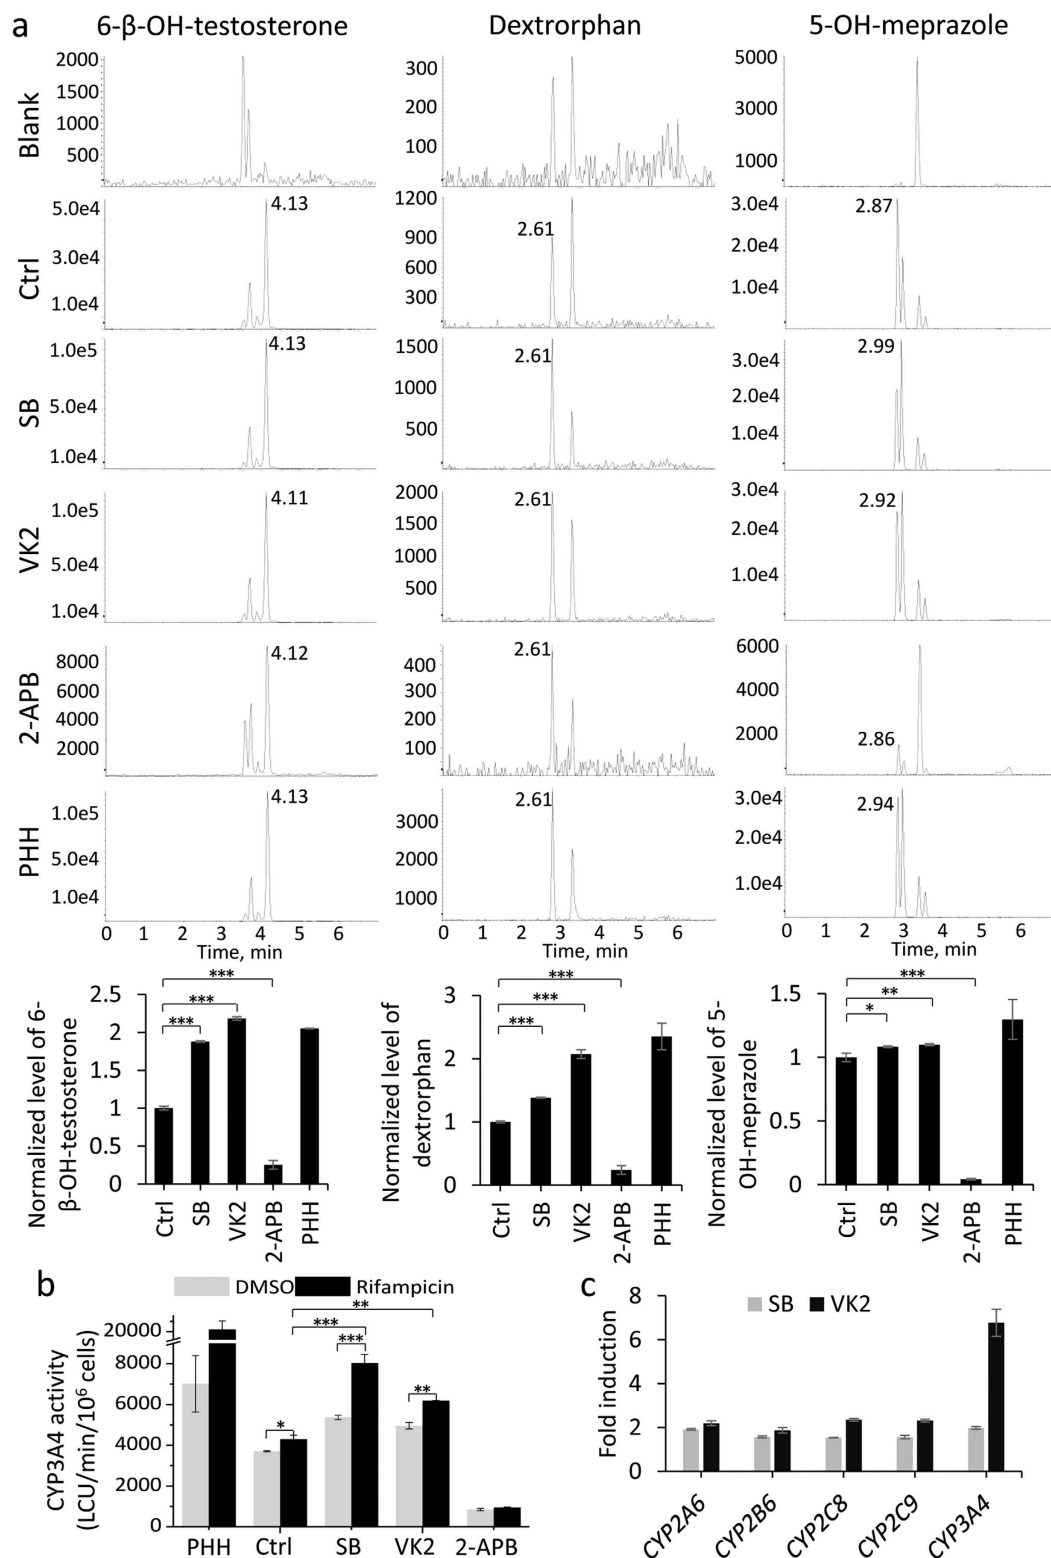 a
6-β-OH-testosterone
Dextrorphan
5-OH-meprazole
Blank
2000
1500
1000
500
300
200
100
5000
3000
1000
Ctrl
5.0e4
3.0e4
1.0e4
4.13
1200
900
600
300
2.61
3.0e4
2.0e4
1.0e4
2.87
SB
1.0e5
5.0e4
1.0e4
4.13
1500
1000
500
2.61
3.0e4
2.0e4
1.0e4
2.99
VK2
1.0e5
5.0e4
1.0e4
4.11
2000
1500
1000
500
2.61
3.0e4
2.0e4
1.0e4
2.92
2-APB
8000
6000
4000
2000
4.12
400
300
200
100
2.61
6000
4000
2000
2.86
PHH
1.0e5
5.0e4
1.0e4
4.13
3000
2000
1000
2.61
3.0e4
2.0e4
1.0e4
2.94
0 1 2 3 4 5 6
Time, min
0 1 2 3 4 5 6
Time, min
0 1 2 3 4 5 6
Time, min
Normalized level of 6-
β-OH-testosterone
2.5
2
1.5
1
0.5
0
***
***
***
Ctrl
SB
VK2
2-APB
PHH
Normalized level of
dextrorphan
3
2
1
0
***
***
***
Ctrl
SB
VK2
2-APB
PHH
Normalized level of 5-
OH-meprazole
1.5
1
0.5
0
***
**
*
Ctrl
SB
VK2
2-APB
PHH
b
DMSO
Rifampicin
CYP3A4 activity
(LCU/min/10⁶ cells)
20000
8000
6000
4000
2000
0
**
***
***
**
*
PHH Ctrl SB VK2 2-APB
c
SB
VK2
Fold induction
8
6
4
2
0
CYP2A6
CYP2B6
CYP2C8
CYP2C9
CYP3A4